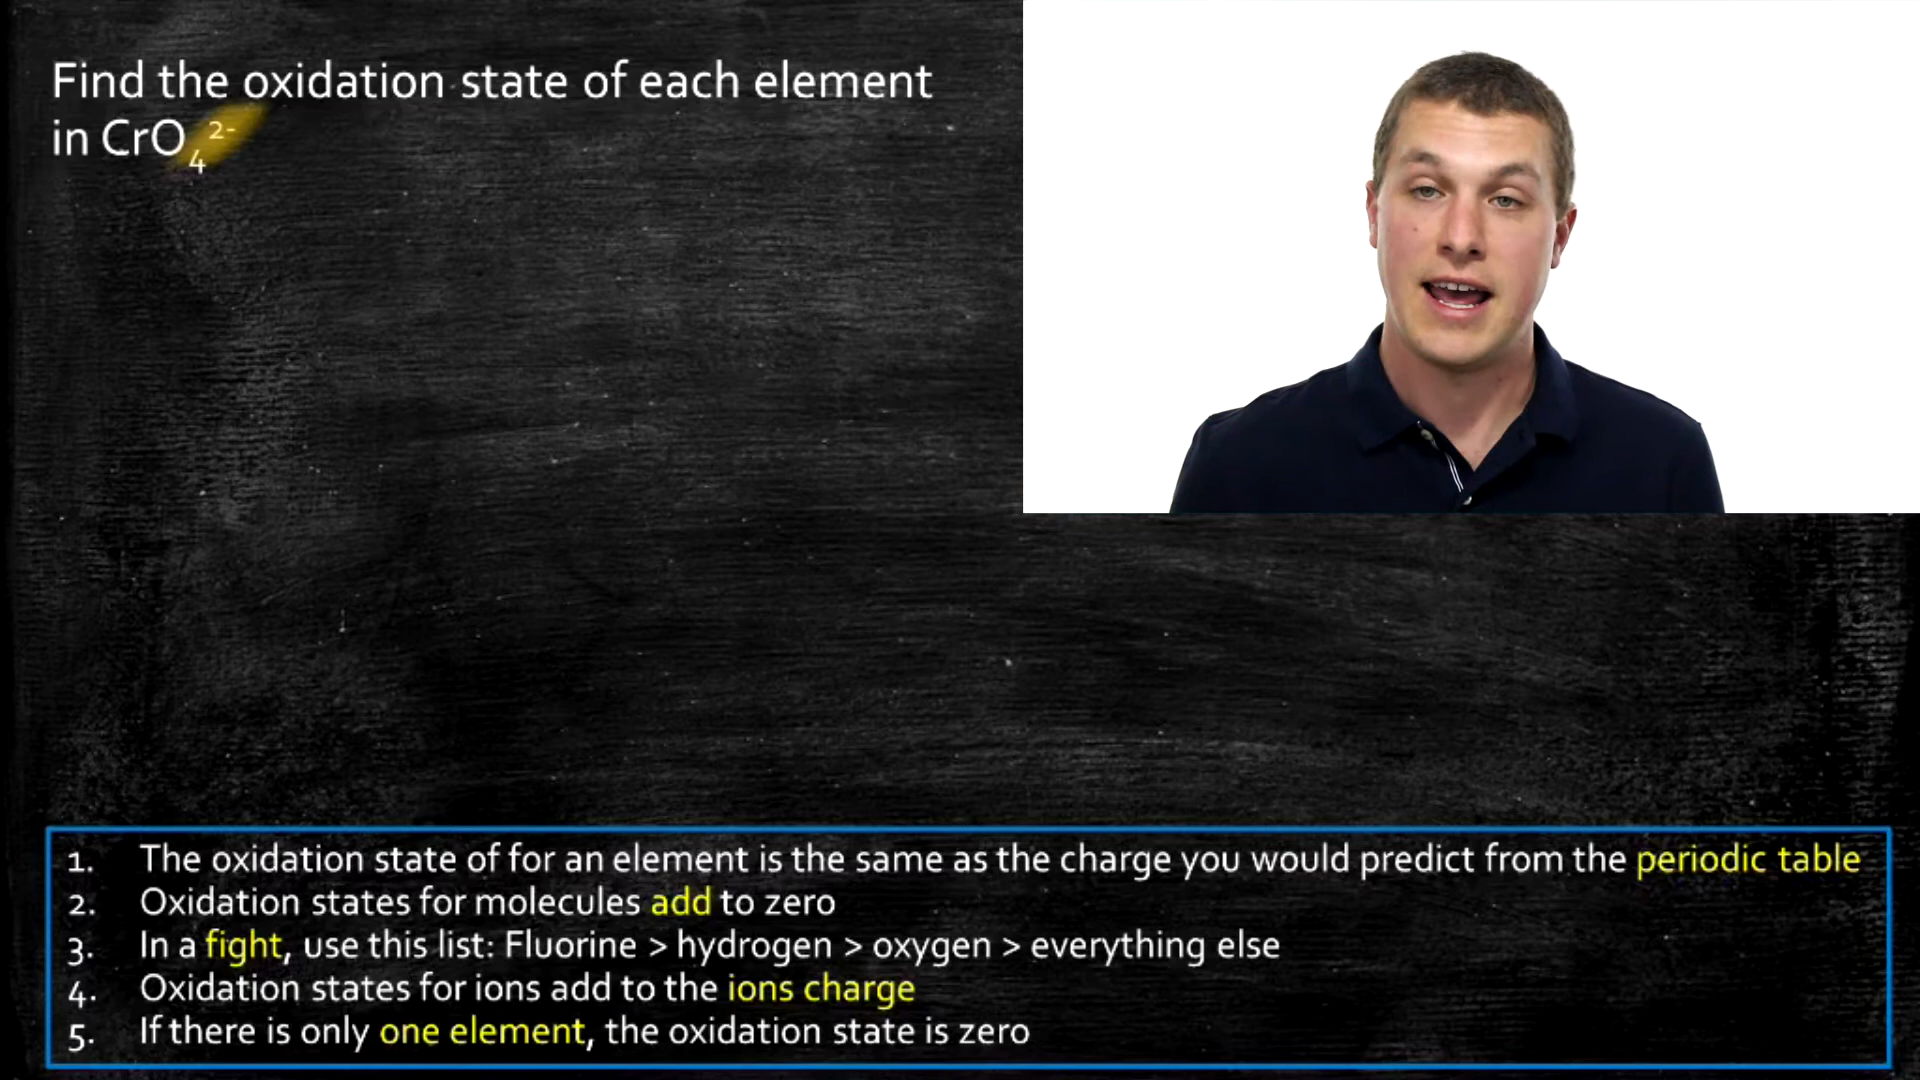 Find the oxidation state of each element
in CrO₄²⁻
1. The oxidation state of for an element is the same as the charge you would predict from the periodic table
2. Oxidation states for molecules add to zero
3. In a fight, use this list: Fluorine > hydrogen > oxygen > everything else
4. Oxidation states for ions add to the ions charge
5. If there is only one element, the oxidation state is zero